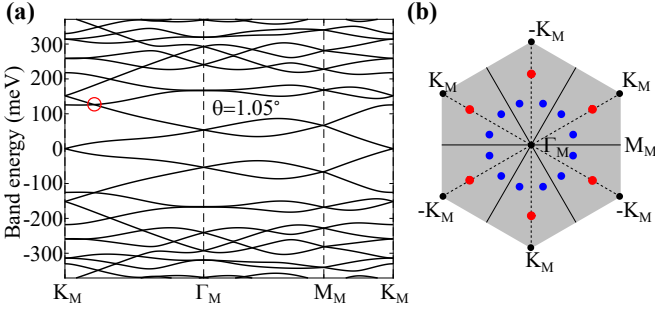 (a)
(b)
Band energy (meV)
300
200
100
0
-100
-200
-300
θ=1.05°
K_M
Γ_M
M_M
K_M
-K_M
K_M
K_M
Γ_M
M_M
-K_M
-K_M
K_M